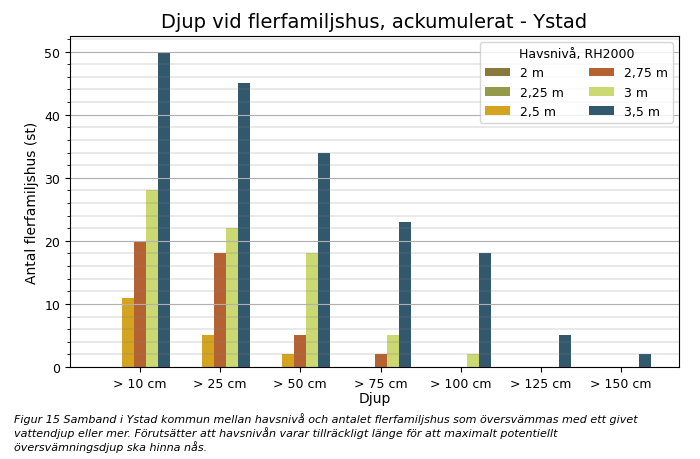 Djup vid flerfamiljshus, ackumulerat - Ystad
Havsnivå, RH2000
2 m
2,25 m
2,5 m
2,75 m
3 m
3,5 m
Antal flerfamiljshus (st)
50
40
30
20
10
0
> 10 cm
> 25 cm
> 50 cm
> 75 cm
> 100 cm
> 125 cm
> 150 cm
Djup
Figur 15 Samband i Ystad kommun mellan havsnivå och antalet flerfamiljshus som översvämmas med ett givet
vattendjup eller mer. Förutsätter att havsnivån varar tillräckligt länge för att maximalt potentiellt
översvämningsdjup ska hinna nås.